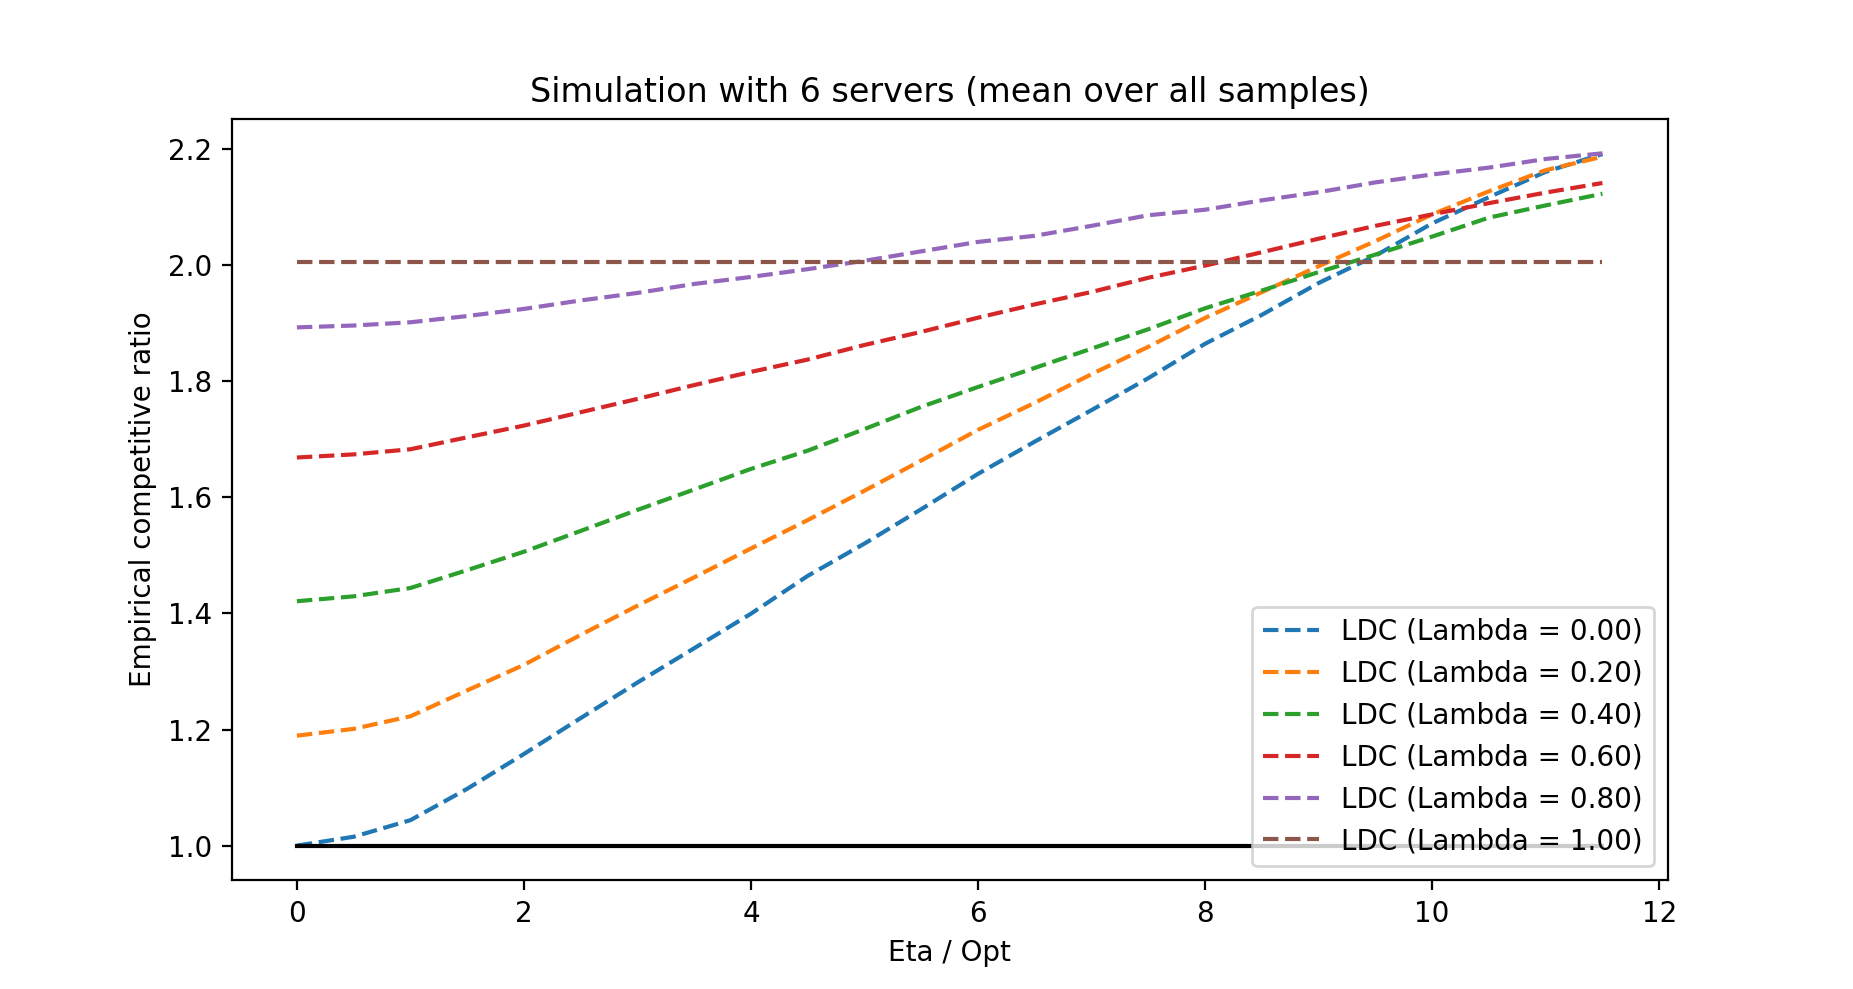 Simulation with 6 servers (mean over all samples)
Empirical competitive ratio
2.2
2.0
1.8
1.6
1.4
1.2
1.0
LDC (Lambda = 0.00)
LDC (Lambda = 0.20)
LDC (Lambda = 0.40)
LDC (Lambda = 0.60)
LDC (Lambda = 0.80)
LDC (Lambda = 1.00)
0 2 4 6 8 10 12
Eta / Opt